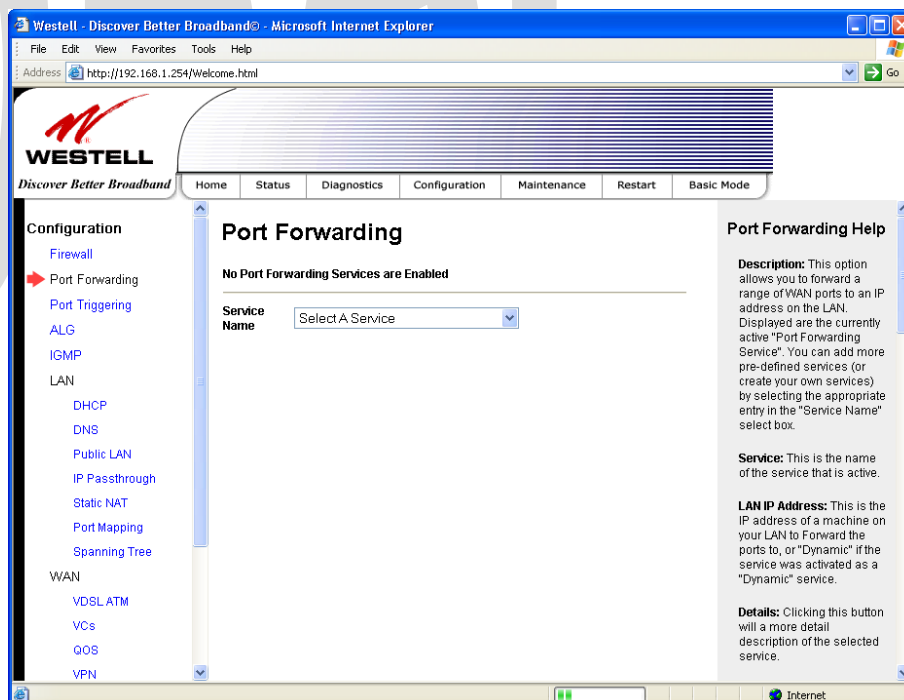 Westell - Discover Better Broadband© - Microsoft Internet Explorer
File Edit View Favorites Tools Help
Address http://192.168.1.254/Welcome.html Go
WESTELL
Discover Better Broadband
Home Status Diagnostics Configuration Maintenance Restart Basic Mode
Configuration
Firewall
Port Forwarding
Port Triggering
ALG
IGMP
LAN
DHCP
DNS
Public LAN
IP Passthrough
Static NAT
Port Mapping
Spanning Tree
WAN
VDSL ATM
VCs
QOS
VPN
Port Forwarding
No Port Forwarding Services are Enabled
Service
Name
Select A Service
Port Forwarding Help
Description: This option
allows you to forward a
range of WAN ports to an IP
address on the LAN.
Displayed are the currently
active "Port Forwarding
Service". You can add more
pre-defined services (or
create your own services)
by selecting the appropriate
entry in the "Service Name"
select box.
Service: This is the name
of the service that is active.
LAN IP Address: This is the
IP address of a machine on
your LAN to Forward the
ports to, or "Dynamic" if the
service was activated as a
"Dynamic" service.
Details: Clicking this button
will a more detail
description of the selected
service.
Internet